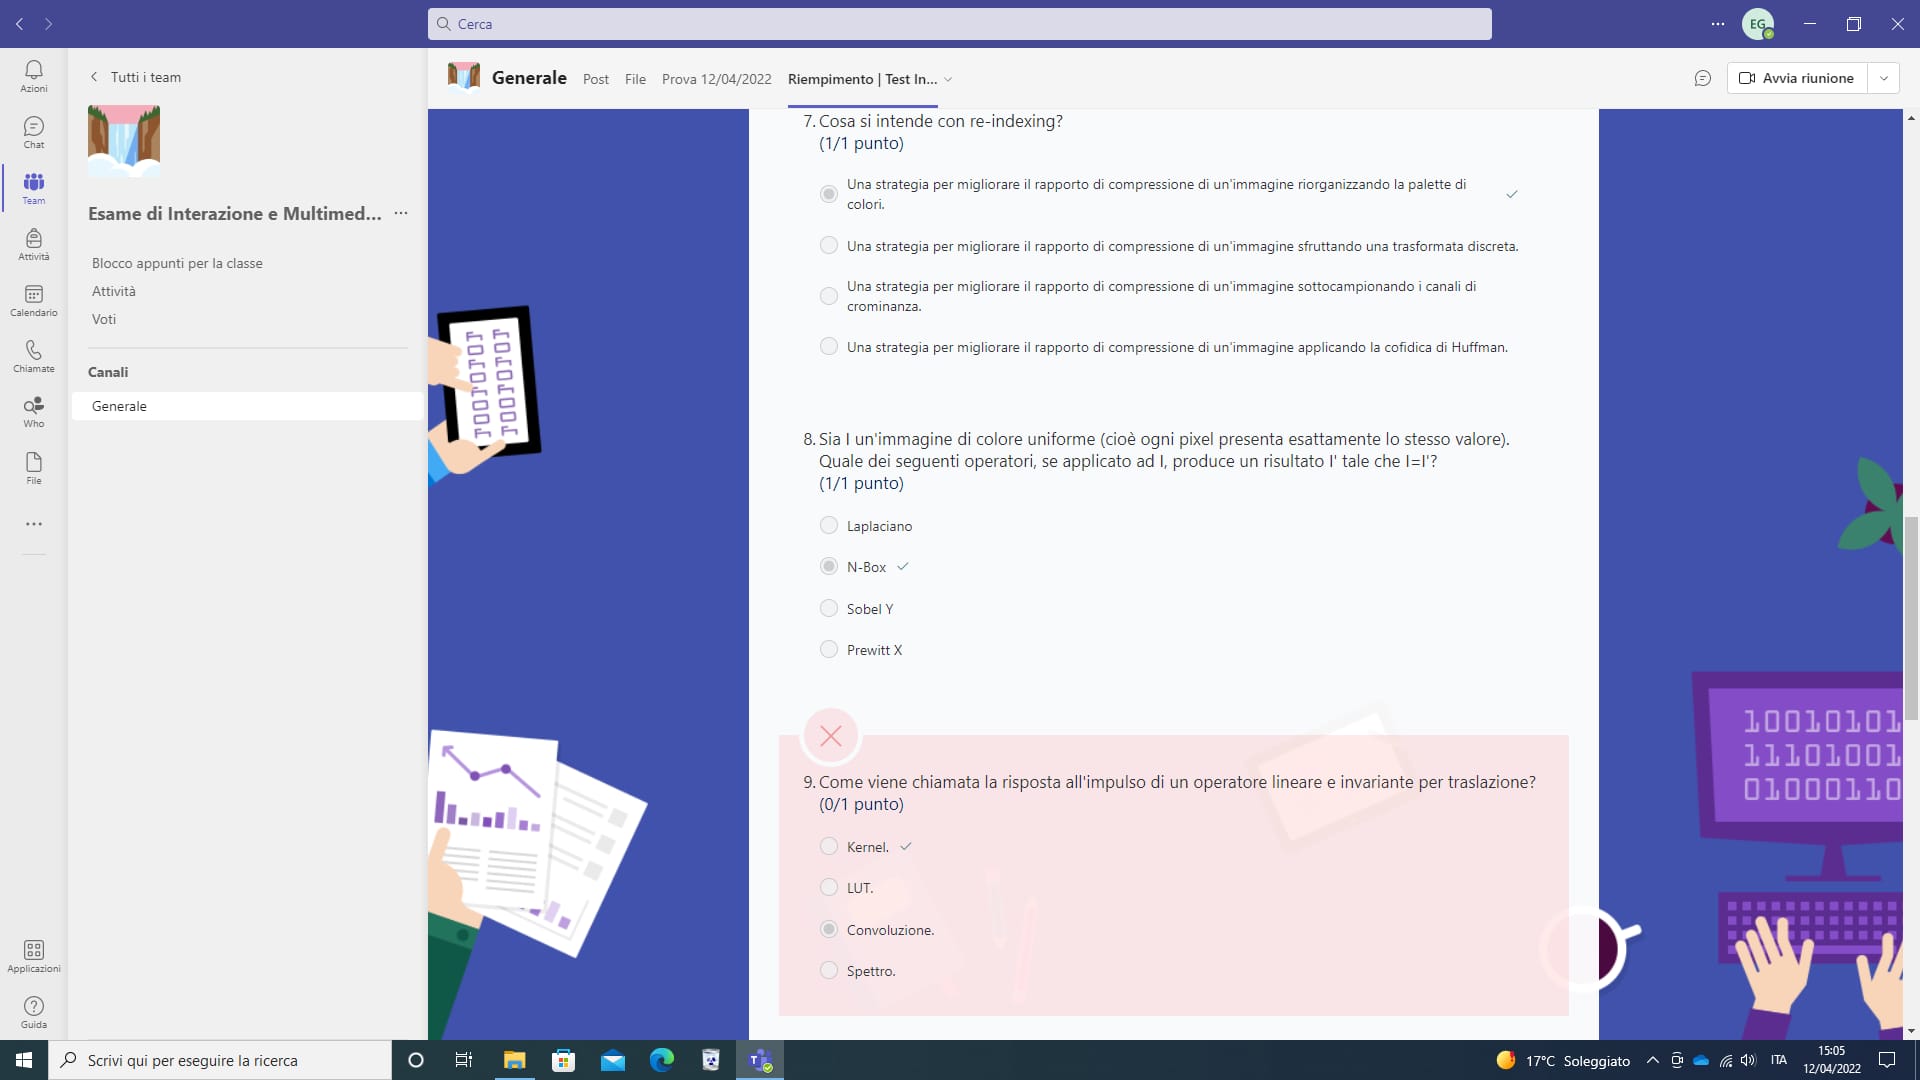 Cerca
EG
Azioni
Chat
Team
Attività
Calendario
Chiamate
Who
File
Applicazioni
Guida
Tutti i team
Esame di Interazione e Multimed... ...
Blocco appunti per la classe
Attività
Voti
Canali
Generale
Generale Post File Prova 12/04/2022 Riempimento | Test In...
Avvia riunione
7. Cosa si intende con re-indexing?
(1/1 punto)
Una strategia per migliorare il rapporto di compressione di un'immagine riorganizzando la palette di
colori.
Una strategia per migliorare il rapporto di compressione di un'immagine sfruttando una trasformata discreta.
Una strategia per migliorare il rapporto di compressione di un'immagine sottocampionando i canali di
crominanza.
Una strategia per migliorare il rapporto di compressione di un'immagine applicando la cofidica di Huffman.
8. Sia I un'immagine di colore uniforme (cioè ogni pixel presenta esattamente lo stesso valore).
Quale dei seguenti operatori, se applicato ad I, produce un risultato I' tale che I=I'?
(1/1 punto)
Laplaciano
N-Box
Sobel Y
Prewitt X
9. Come viene chiamata la risposta all'impulso di un operatore lineare e invariante per traslazione?
(0/1 punto)
Kernel.
LUT.
Convoluzione.
Spettro.
10010101
11101001
01000110
Scrivi qui per eseguire la ricerca
17°C Soleggiato
ITA
15:05
12/04/2022